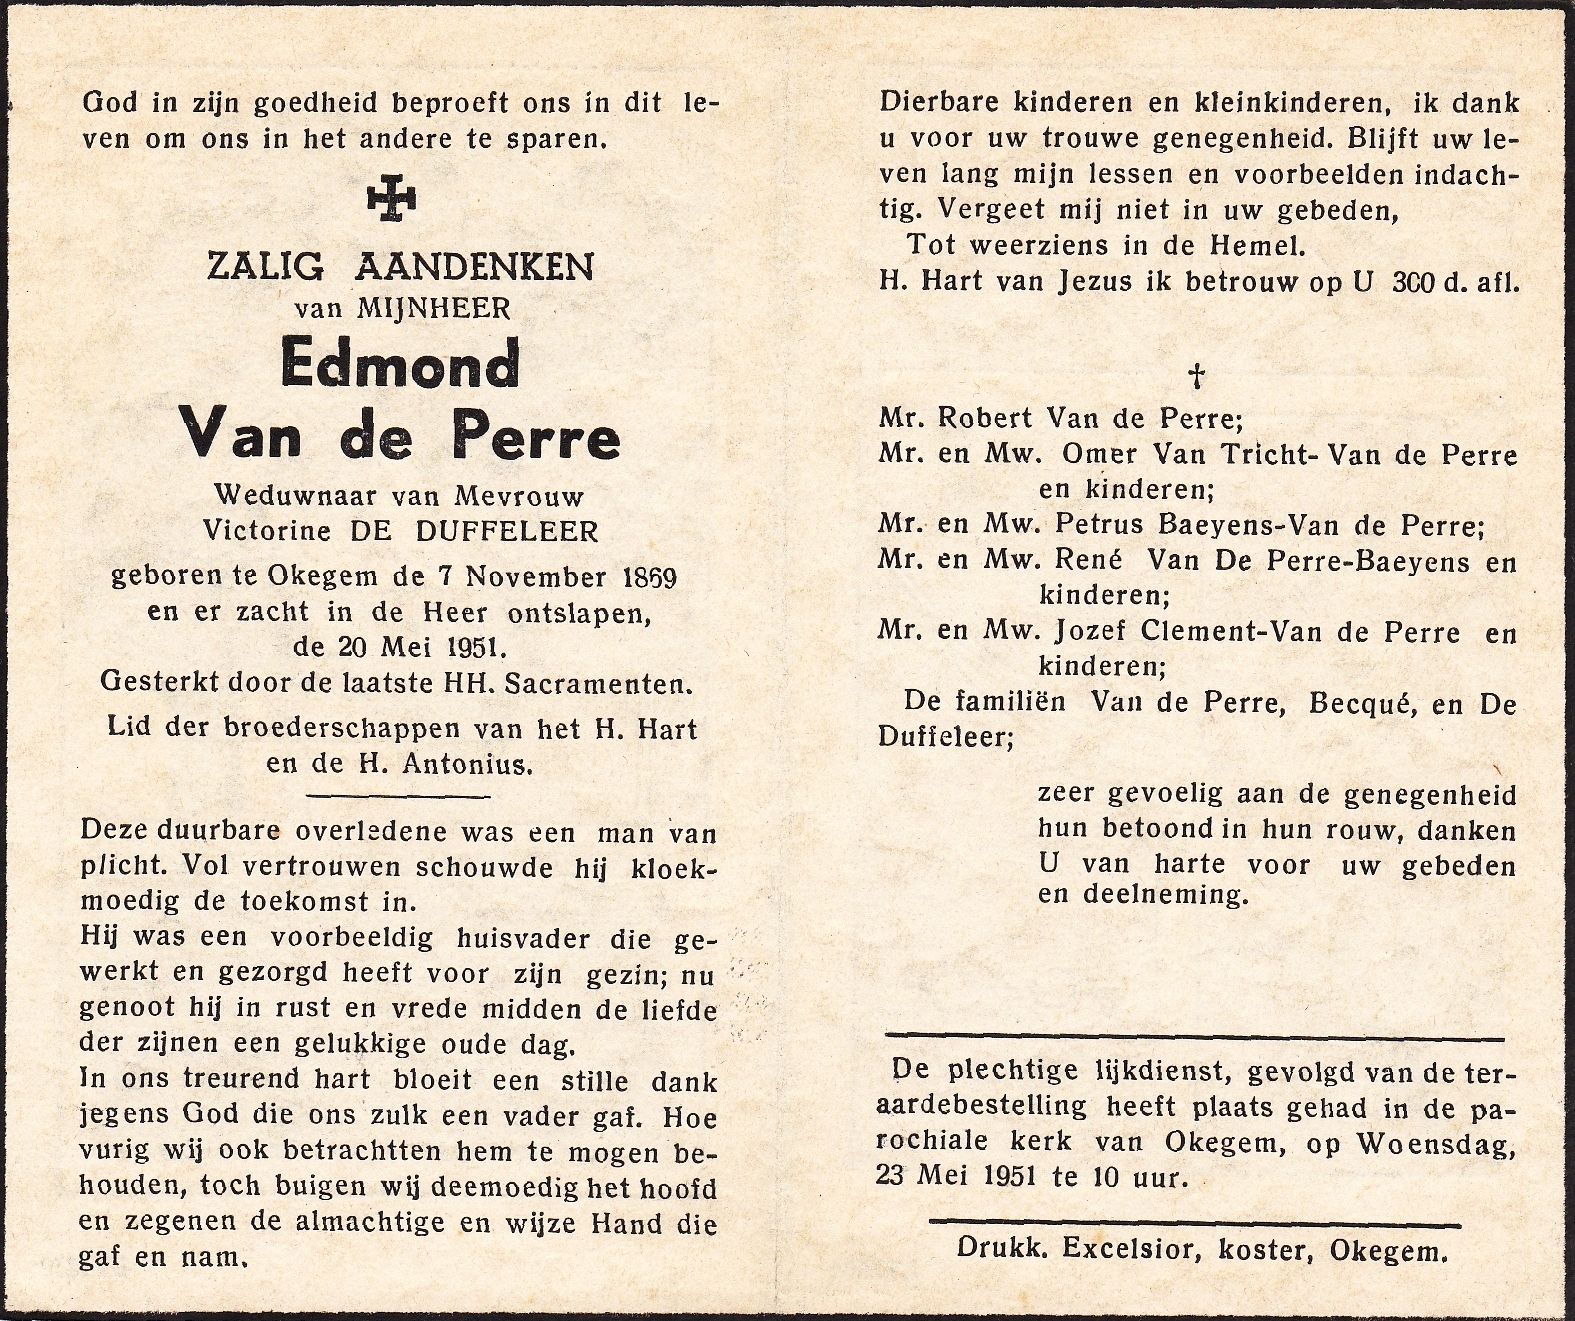 God in zijn goedheid beproeft ons in dit le-
ven om ons in het andere te sparen.
ZALIG AANDENKEN
van MIJNHEER
Edmond
Van de Perre
Weduwnaar van Mevrouw
Victorine DE DUFFELEER
geboren te Okegem de 7 November 1869
en er zacht in de Heer ontslapen,
de 20 Mei 1951.
Gesterkt door de laatste HH. Sacramenten.
Lid der broederschappen van het H. Hart
en de H. Antonius.
Deze duurbare overledene was een man van
plicht. Vol vertrouwen schouwde hij kloek-
moedig de toekomst in.
Hij was een voorbeeldig huisvader die ge-
werkt en gezorgd heeft voor zijn gezin; nu
genoot hij in rust en vrede midden de liefde
der zijnen een gelukkige oude dag.
In ons treurend hart bloeit een stille dank
jegens God die ons zulk een vader gaf. Hoe
vurig wij ook betrachtten hem te mogen be-
houden, toch buigen wij deemoedig het hoofd
en zegenen de almachtige en wijze Hand die
gaf en nam.
Dierbare kinderen en kleinkinderen, ik dank
u voor uw trouwe genegenheid. Blijft uw le-
ven lang mijn lessen en voorbeelden indach-
tig. Vergeet mij niet in uw gebeden,
Tot weerziens in de Hemel.
H. Hart van Jezus ik betrouw op U 300 d. afl.
Mr. Robert Van de Perre;
Mr. en Mw. Omer Van Tricht-Van de Perre
en kinderen;
Mr. en Mw. Petrus Baeyens-Van de Perre;
Mr. en Mw. René Van De Perre-Baeyens en
kinderen;
Mr. en Mw. Jozef Clement-Van de Perre en
kinderen;
De familiën Van de Perre, Becqué, en De
Duffeleer;
zeer gevoelig aan de genegenheid
hun betoond in hun rouw, danken
U van harte voor uw gebeden
en deelneming.
De plechtige lijkdienst, gevolgd van de ter-
aardebestelling heeft plaats gehad in de pa-
rochiale kerk van Okegem, op Woensdag,
23 Mei 1951 te 10 uur.
Drukk. Excelsior, koster, Okegem.